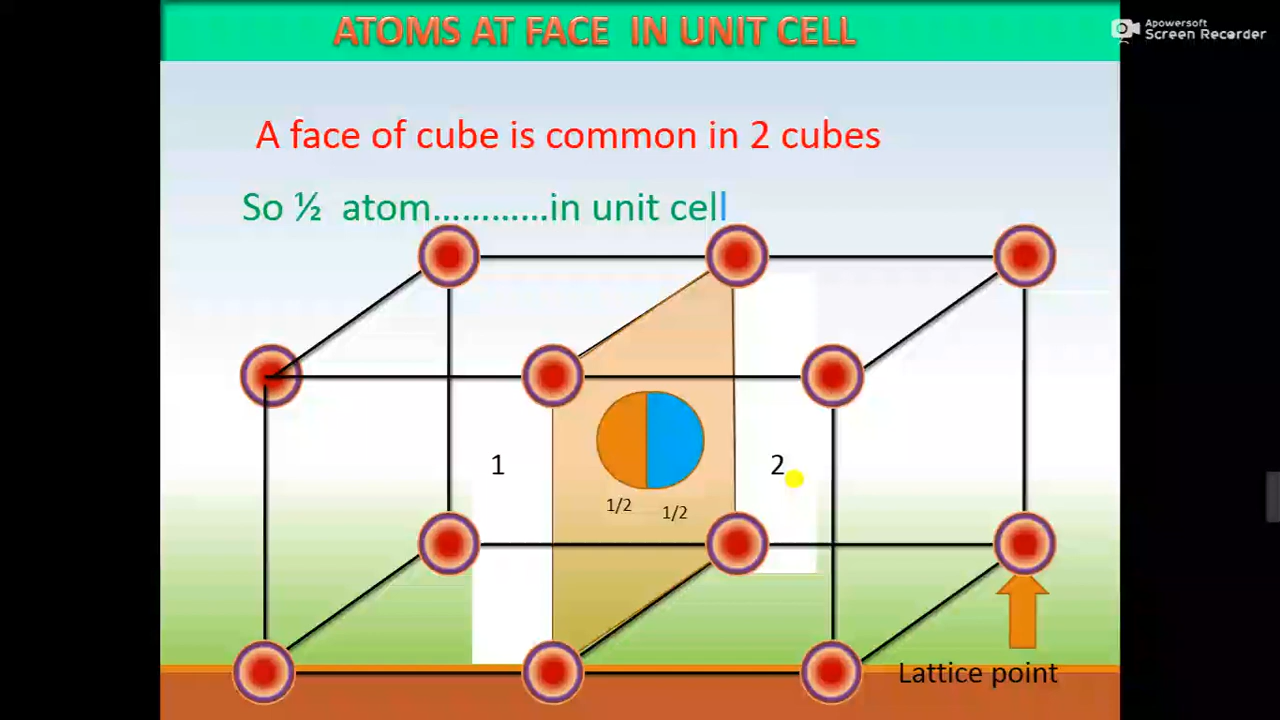 ATOMS AT FACE IN UNIT CELL
Apowersoft
Screen Recorder
A face of cube is common in 2 cubes
So ½ atom............in unit cell
1
2
1/2
1/2
Lattice point